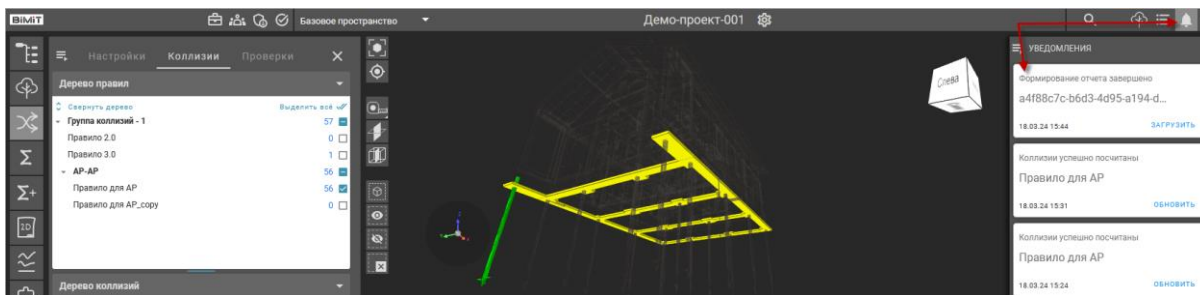 BIMIT
Базовое пространство
Демо-проект-001
Настройки
Коллизии
Проверки
Дерево правил
Свернуть дерево
Выделить всё
Группа коллизий - 1
57
Правило 2.0
0
Правило 3.0
1
АР-АР
56
Правило для АР
56
Правило для АР_copy
0
Дерево коллизий
2D
Слева
УВЕДОМЛЕНИЯ
Формирование отчета завершено
a4f88c7c-b6d3-4d95-a194-d...
18.03.24 15:44
ЗАГРУЗИТЬ
Коллизии успешно посчитаны
Правило для АР
18.03.24 15:31
ОБНОВИТЬ
Коллизии успешно посчитаны
Правило для АР
18.03.24 15:24
ОБНОВИТЬ